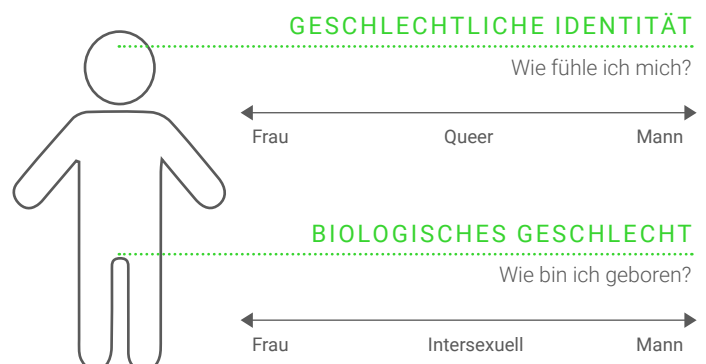 GESCHLECHTLICHE IDENTITÄT
Wie fühle ich mich?
Frau Queer Mann
BIOLOGISCHES GESCHLECHT
Wie bin ich geboren?
Frau Intersexuell Mann